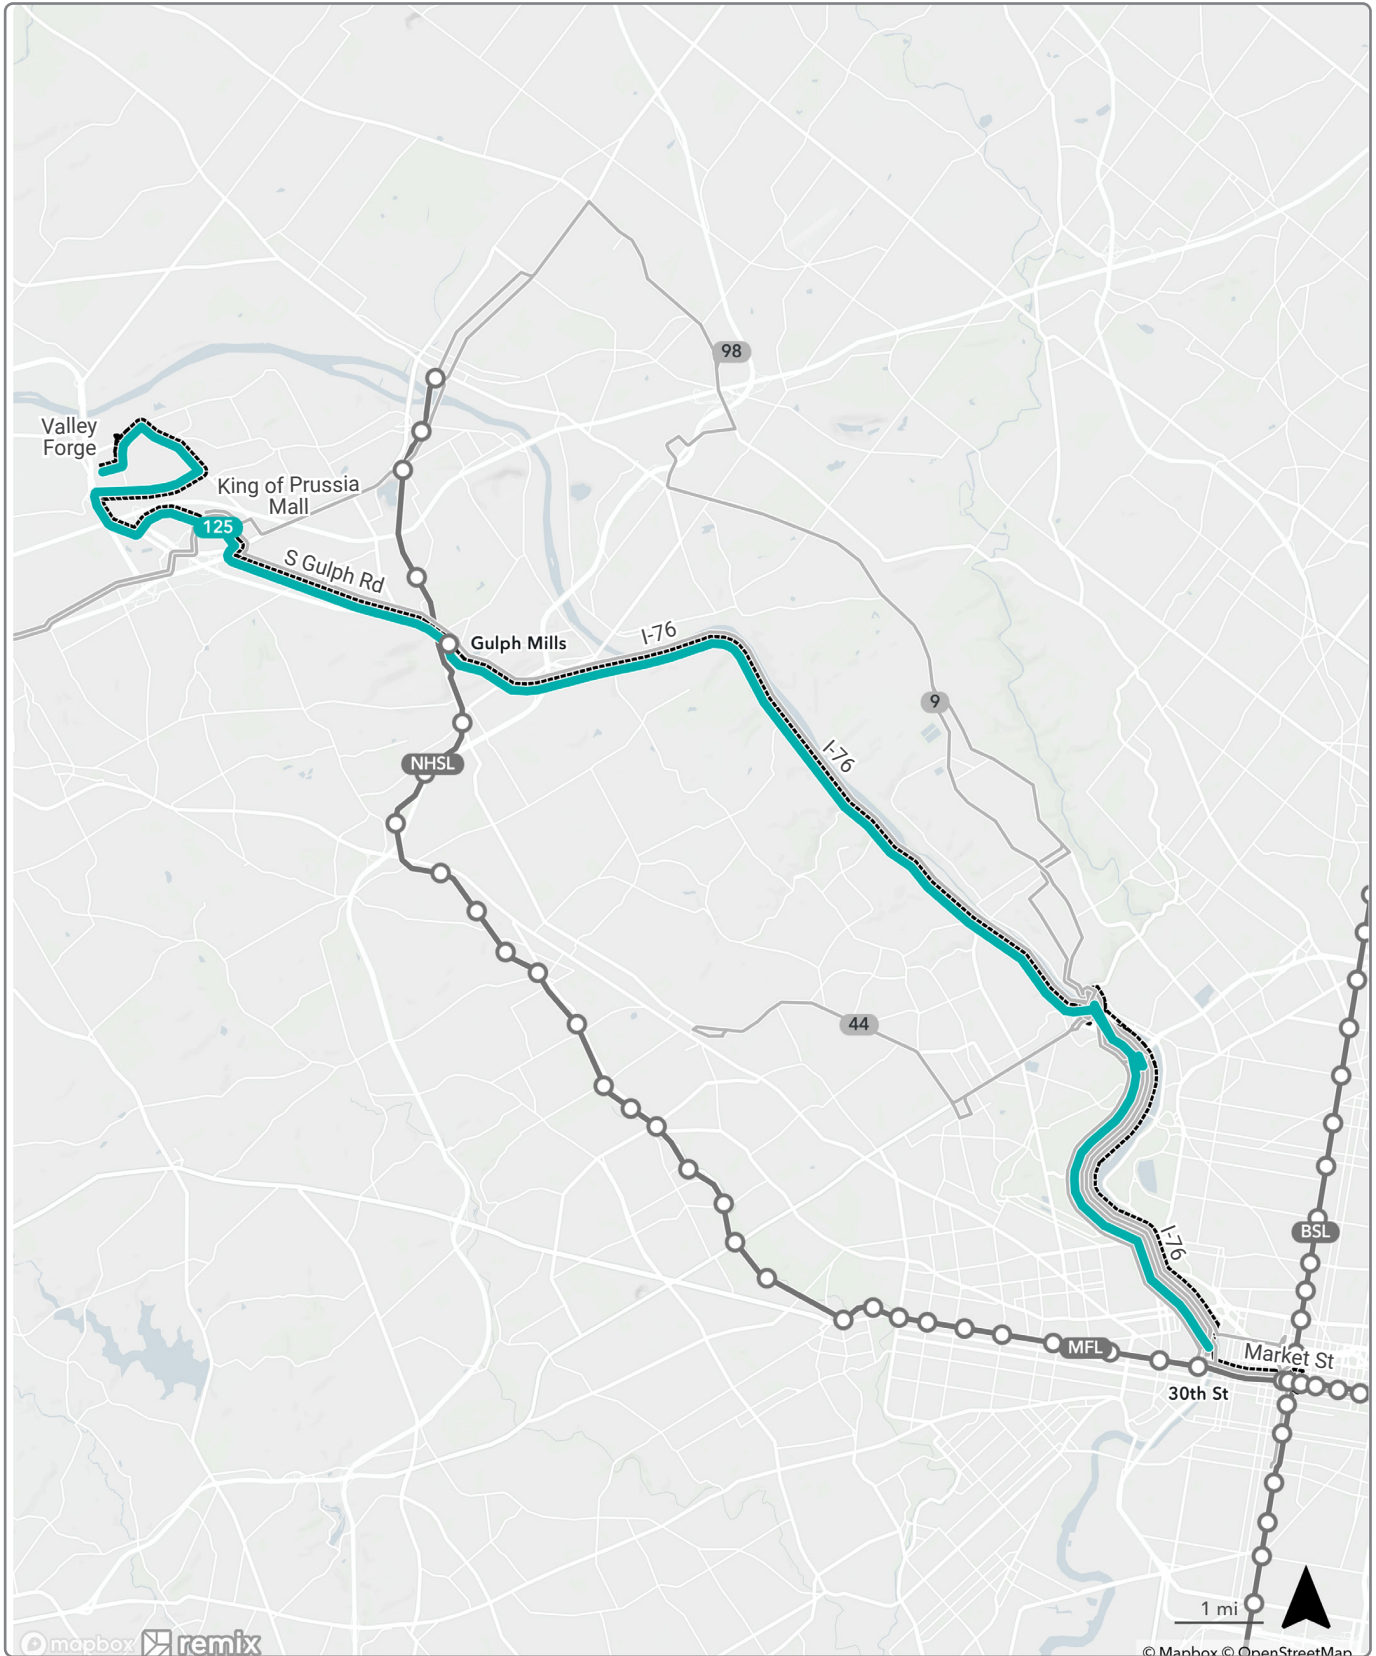 98
Valley
Forge
King of Prussia
Mall
125
S Gulph Rd
Gulph Mills
I-76
9
I-76
NHSL
44
I-76
BSL
MFL
Market St
30th St
1 mi
mapbox remix
© Mapbox © OpenStreetMap